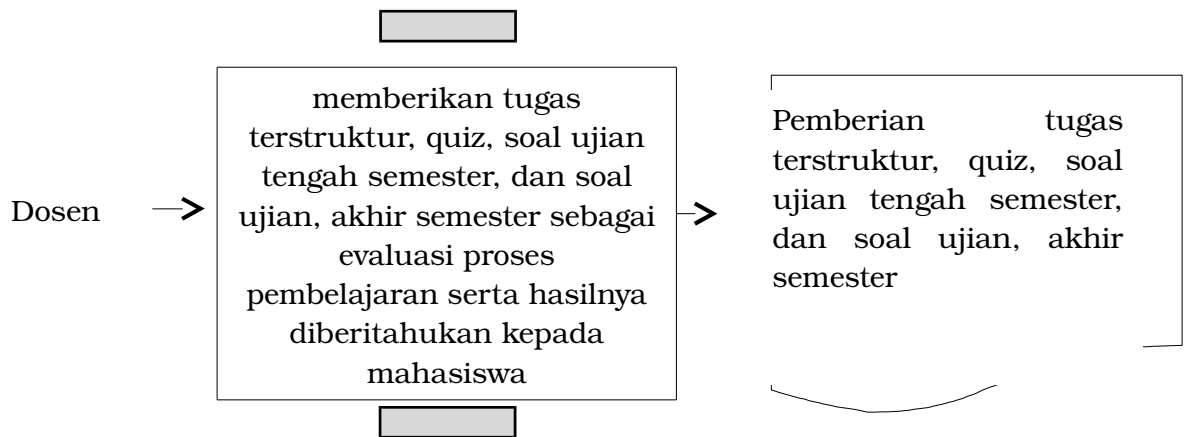 Dosen
memberikan tugas
terstruktur, quiz, soal ujian
tengah semester, dan soal
ujian, akhir semester sebagai
evaluasi proses
pembelajaran serta hasilnya
diberitahukan kepada
mahasiswa
Pemberian tugas
terstruktur, quiz, soal
ujian tengah semester,
dan soal ujian, akhir
semester